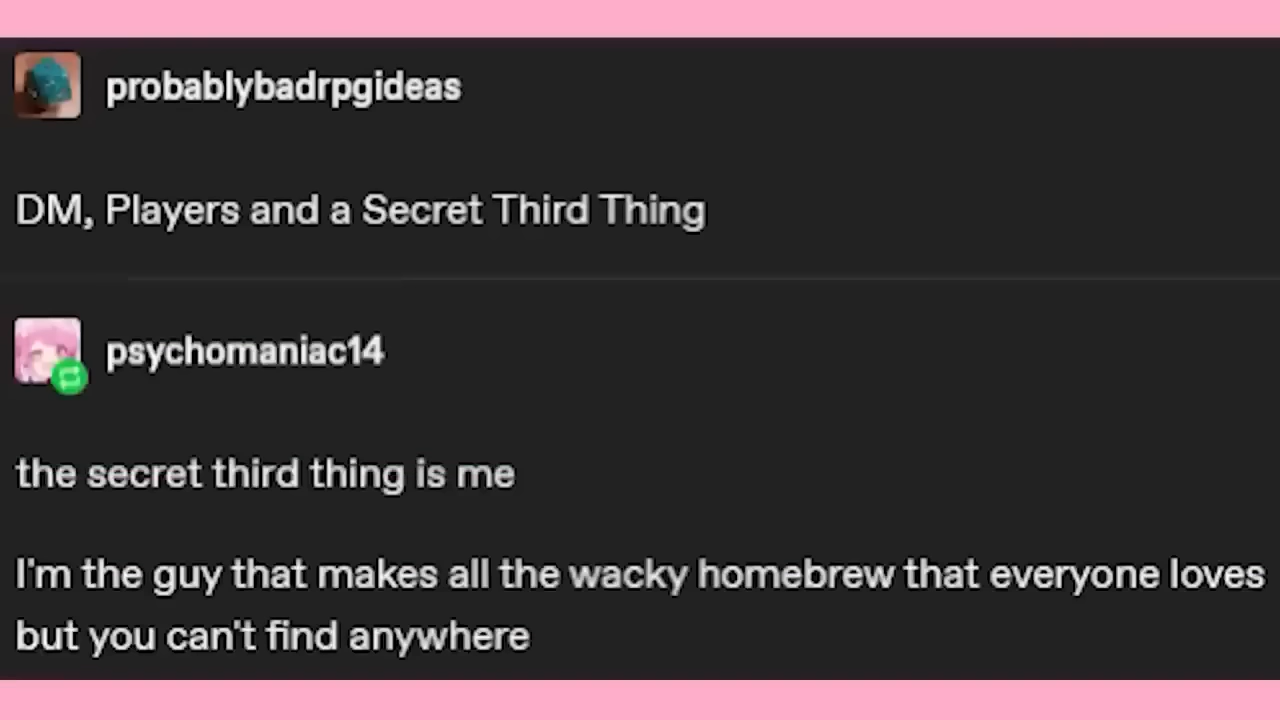 probablybadrpgideas
DM, Players and a Secret Third Thing
psychomaniac14
the secret third thing is me
I'm the guy that makes all the wacky homebrew that everyone loves
but you can't find anywhere